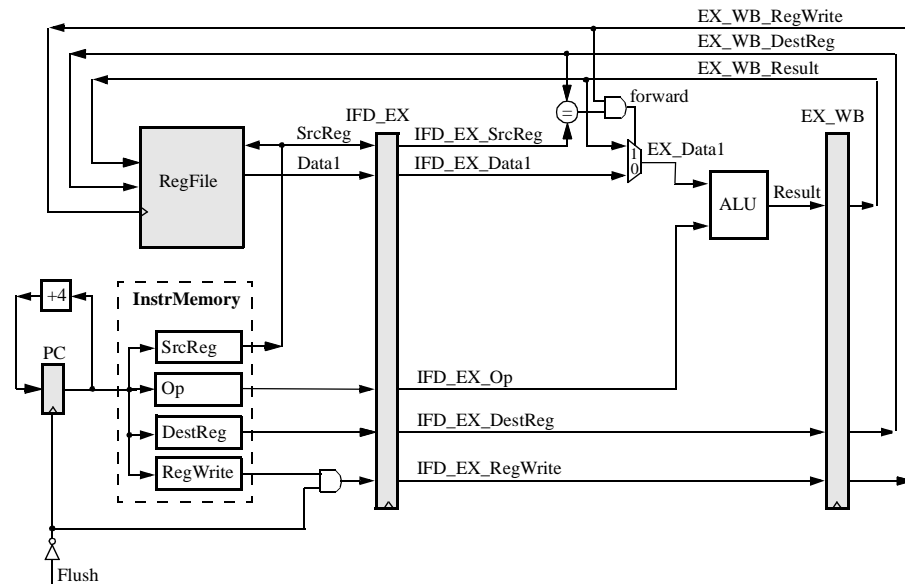 EX_WB_RegWrite
EX_WB_DestReg
EX_WB_Result
forward
IFD_EX
EX_WB
SrcReg
IFD_EX_SrcReg
=
Data1
IFD_EX_Data1
1
0
EX_Data1
RegFile
ALU
Result
+4
InstrMemory
PC
SrcReg
Op
IFD_EX_Op
DestReg
IFD_EX_DestReg
RegWrite
IFD_EX_RegWrite
Flush